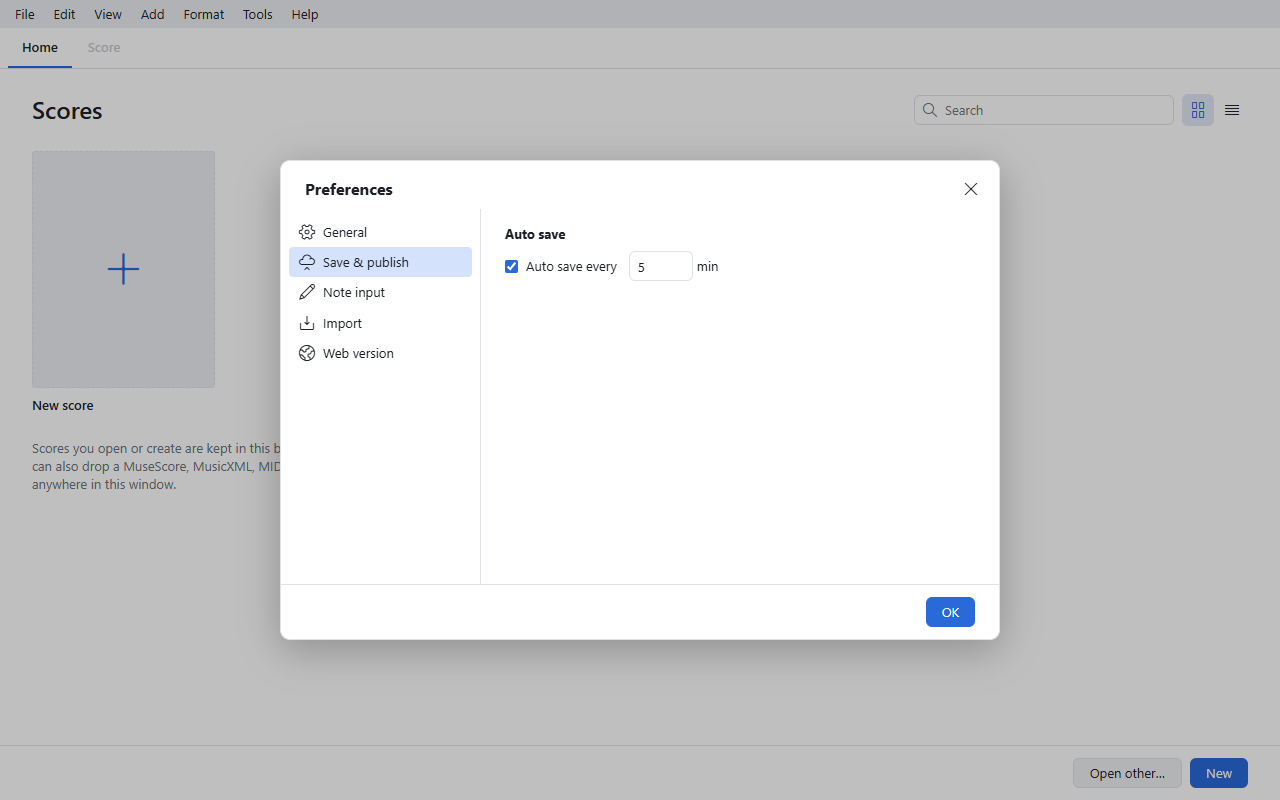 File Edit View Add Format Tools Help
Home Score
Scores
Search
New score
Scores you open or create are kept in this b
can also drop a MuseScore, MusicXML, MID
anywhere in this window.
Preferences
General
Save & publish
Note input
Import
Web version
Auto save
Auto save every 5 min
OK
Open other... New